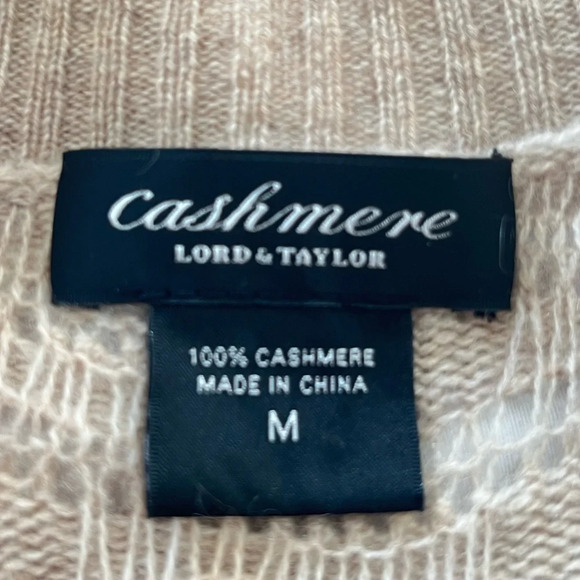 cashmere
LORD & TAYLOR
100% CASHMERE
MADE IN CHINA
M